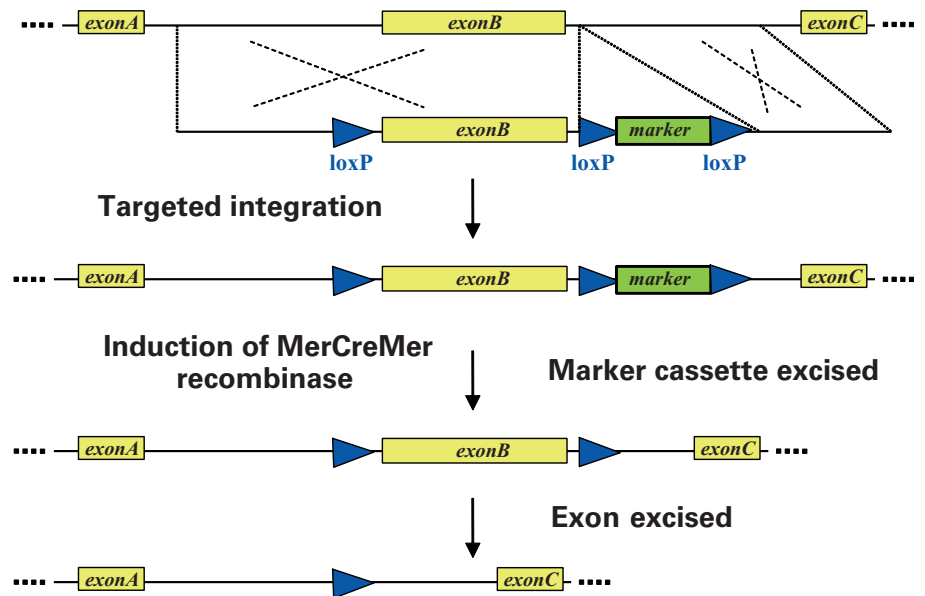 exonA exonB exonC
exonB marker
loxP loxP loxP
Targeted integration
exonA exonB marker exonC
Induction of MerCreMer
recombinase
Marker cassette excised
exonA exonB exonC
Exon excised
exonA exonC